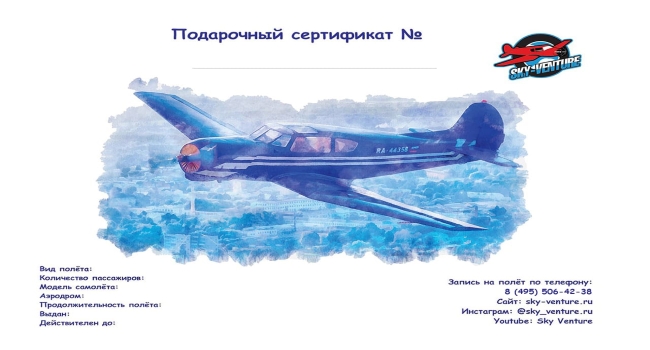 Подарочный сертификат №
SKY-VENTURE
RA-44358
Вид полёта:
Количество пассажиров:
Модель самолёта:
Аэродром:
Продолжительность полёта:
Выдан:
Действителен до:
Запись на полёт по телефону:
8 (495) 506-42-38
Сайт: sky-venture.ru
Инстаграм: @sky_venture.ru
Youtube: Sky Venture